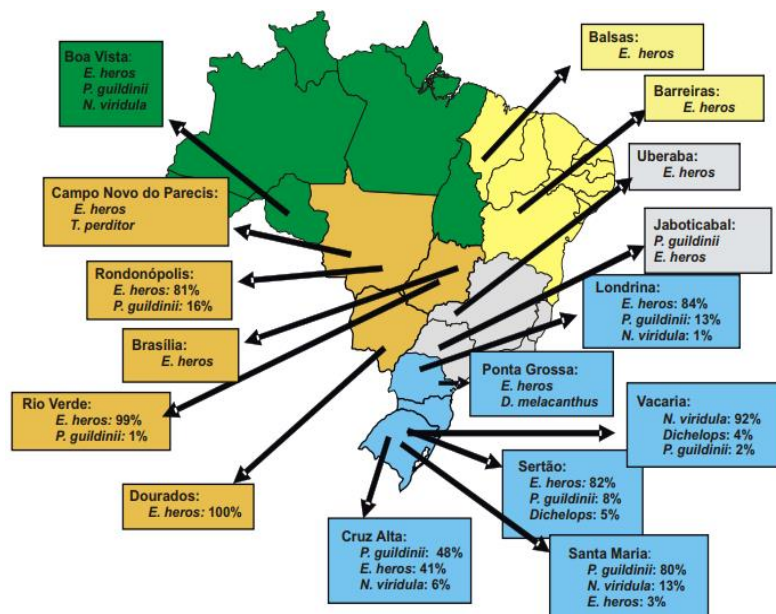 Boa Vista:
E. heros
P. guildinii
N. viridula
Campo Novo do Parecis:
E. heros
T. perditor
Rondonópolis:
E. heros: 81%
P. guildinii: 16%
Brasília:
E. heros
Rio Verde:
E. heros: 99%
P. guildinii: 1%
Dourados:
E. heros: 100%
Balsas:
E. heros
Barreiras:
E. heros
Uberaba:
E. heros
Jaboticabal:
P. guildinii
E. heros
Londrina:
E. heros: 84%
P. guildinii: 13%
N. viridula: 1%
Ponta Grossa:
E. heros
D. melacanthus
Vacaria:
N. viridula: 92%
Dichelops: 4%
P. guildinii: 2%
Sertão:
E. heros: 82%
P. guildinii: 8%
Dichelops: 5%
Cruz Alta:
P. guildinii: 48%
E. heros: 41%
N. viridula: 6%
Santa Maria:
P. guildinii: 80%
N. viridula: 13%
E. heros: 3%